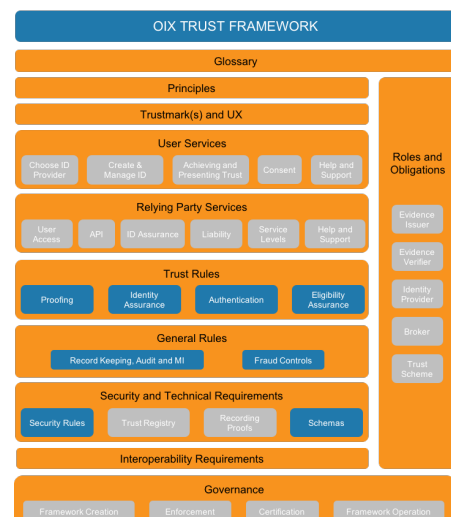 OIX TRUST FRAMEWORK
Glossary
Principles
Trustmark(s) and UX
User Services
Choose ID
Provider
Create &
Manage ID
Achieving and
Presenting Trust
Consent
Help and
Support
Relying Party Services
User
Access
API
ID Assurance
Liability
Service
Levels
Help and
Support
Trust Rules
Proofing
Identity
Assurance
Authentication
Eligibility
Assurance
General Rules
Record Keeping, Audit and MI
Fraud Controls
Security and Technical Requirements
Security Rules
Trust Registry
Recording
Proofs
Schemas
Interoperability Requirements
Roles and
Obligations
Evidence
Issuer
Evidence
Verifier
Identity
Provider
Broker
Trust
Scheme
Governance
Framework Creation
Enforcement
Certification
Framework Operation